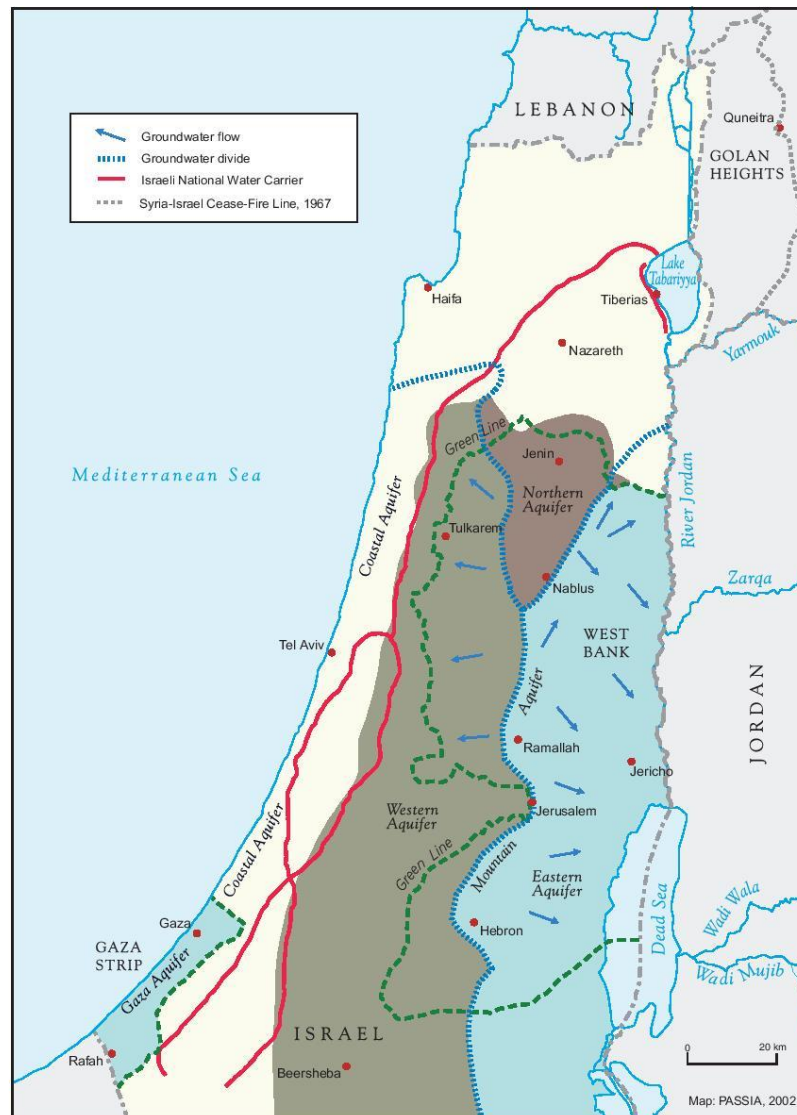 LEBANON
Quneitra
GOLAN
HEIGHTS
Groundwater flow
Groundwater divide
Israeli National Water Carrier
Syria-Israel Cease-Fire Line, 1967
Lake
Tabariyya
Haifa
Tiberias
Nazareth
Yarmouk
Green Line
Jenin
Mediterranean Sea
Northern
Aquifer
Coastal Aquifer
Tulkarem
River Jordan
Nablus
Zarqa
Tel Aviv
WEST
BANK
Aquifer
JORDAN
Ramallah
Jericho
Jerusalem
Western
Aquifer
Coastal Aquifer
Green Line
Mountain
Eastern
Aquifer
Dead Sea
Wadi Wala
Gaza
Hebron
GAZA
STRIP
Gaza Aquifer
Wadi Mujib
ISRAEL
Rafah
Beersheba
0 20 km
Map: PASSIA, 2002